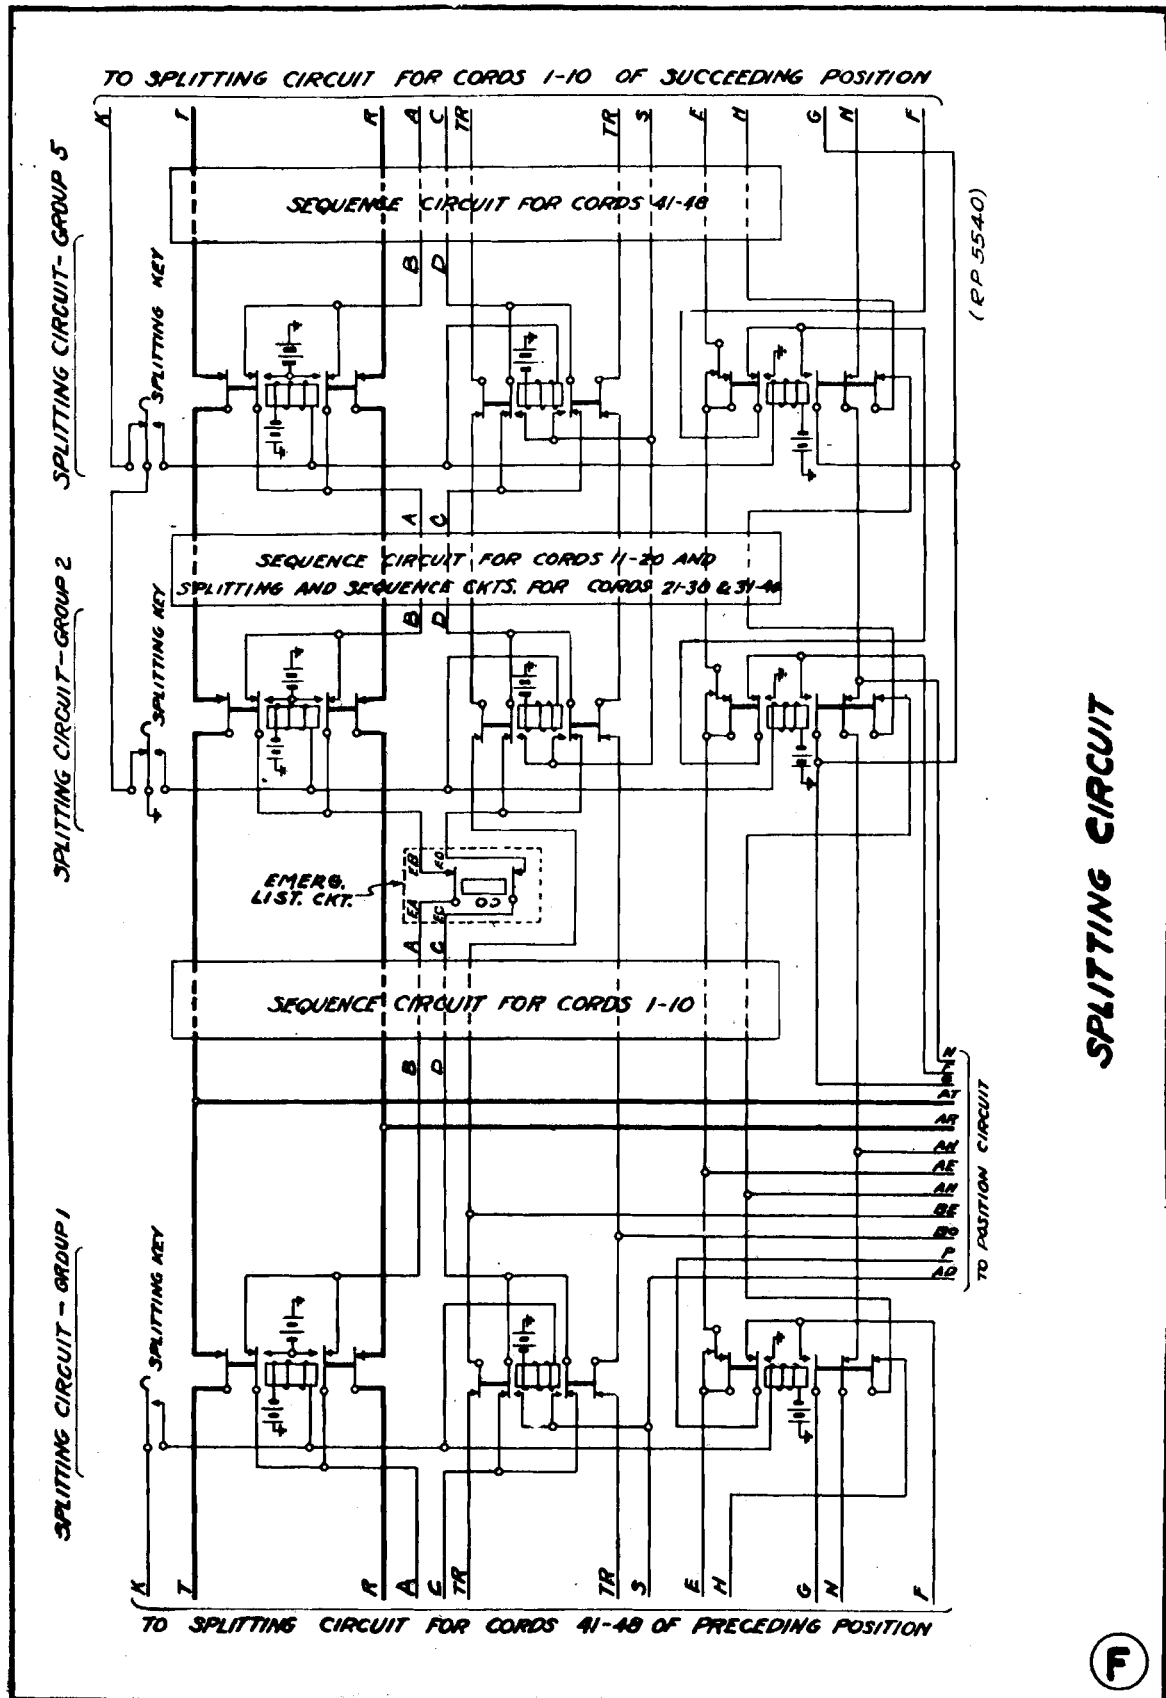 TO SPLITTING CIRCUIT FOR CORDS 1-10 OF SUCCEEDING POSITION
K T R A C TR TR S E H G N F
SPLITTING CIRCUIT-GROUP 5
SEQUENCE CIRCUIT FOR CORDS 41-48
(RP 5540)
SPLITTING KEY
B D
A C
SEQUENCE CIRCUIT FOR CORDS 11-20 AND
SPLITTING AND SEQUENCE CKTS. FOR CORDS 21-30 & 31-40
SPLITTING CIRCUIT-GROUP 2
SPLITTING KEY
B D
EMERG.
LIST. CKT.
EB ED
EA EC
A C
SEQUENCE CIRCUIT FOR CORDS 1-10
B D
N
AT
AR
AN
AE
AH
BE
BO
P
AD
TO POSITION CIRCUIT
SPLITTING CIRCUIT - GROUP 1
SPLITTING KEY
K T R A C TR TR S E H G N F
TO SPLITTING CIRCUIT FOR CORDS 41-48 OF PRECEDING POSITION
SPLITTING CIRCUIT
F